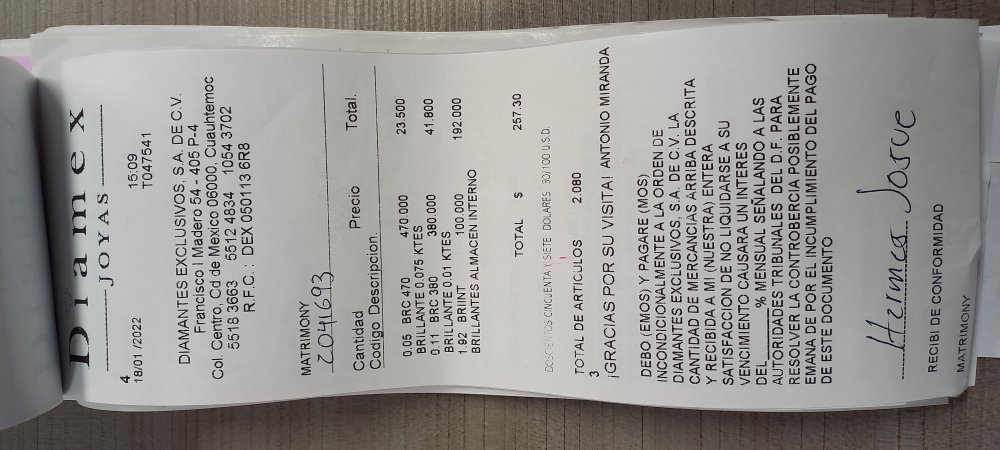 Diamex
JOYAS
4
18/01/2022 15:09
T047541
DIAMANTES EXCLUSIVOS. S.A. DE C.V.
Francisco I Madero 54 - 405 P-4
Col. Centro, Cd de Mexico 06000, Cuauhtemoc
5518 3663 5512 4834 1054 3702
R.F.C. : DEX 050113 6R8
MATRIMONY
2041693
Cantidad Precio Total.
Codigo Descripcion.
0.05 BRC 470 470.000 23.500
BRILLANTE 0.075 KTES
0.11 BRC 380 380.000 41.800
BRILLANTE 0.01 KTES
1.92 BRIINT 100.000 192.000
BRILLANTES ALMACEN INTERNO
TOTAL $ 257.30
DOSCIENTOS CINCUENTA Y SIETE DOLARES 30/100 U.S.D.
TOTAL DE ARTICULOS 2.080
3
¡GRACIAS POR SU VISITA! ANTONIO MIRANDA
DEBO (EMOS) Y PAGARE (MOS)
INCONDICIONALMENTE A LA ORDEN DE
DIAMANTES EXCLUSIVOS, S.A. DE C.V. LA
CANTIDAD DE MERCANCIAS ARRIBA DESCRITA
Y RECIBIDA A MI (NUESTRA) ENTERA
SATISFACCION DE NO LIQUIDARSE A SU
VENCIMIENTO CAUSARA UN INTERES
DEL_____% MENSUAL SEÑALANDO A LAS
AUTORIDADES TRIBUNALES DEL D.F. PARA
RESOLVER LA CONTROBERCIA POSIBLEMENTE
EMANA DE POR EL INCUMPLIMIENTO DEL PAGO
DE ESTE DOCUMENTO
Josue
RECIBI DE CONFORMIDAD
MATRIMONY